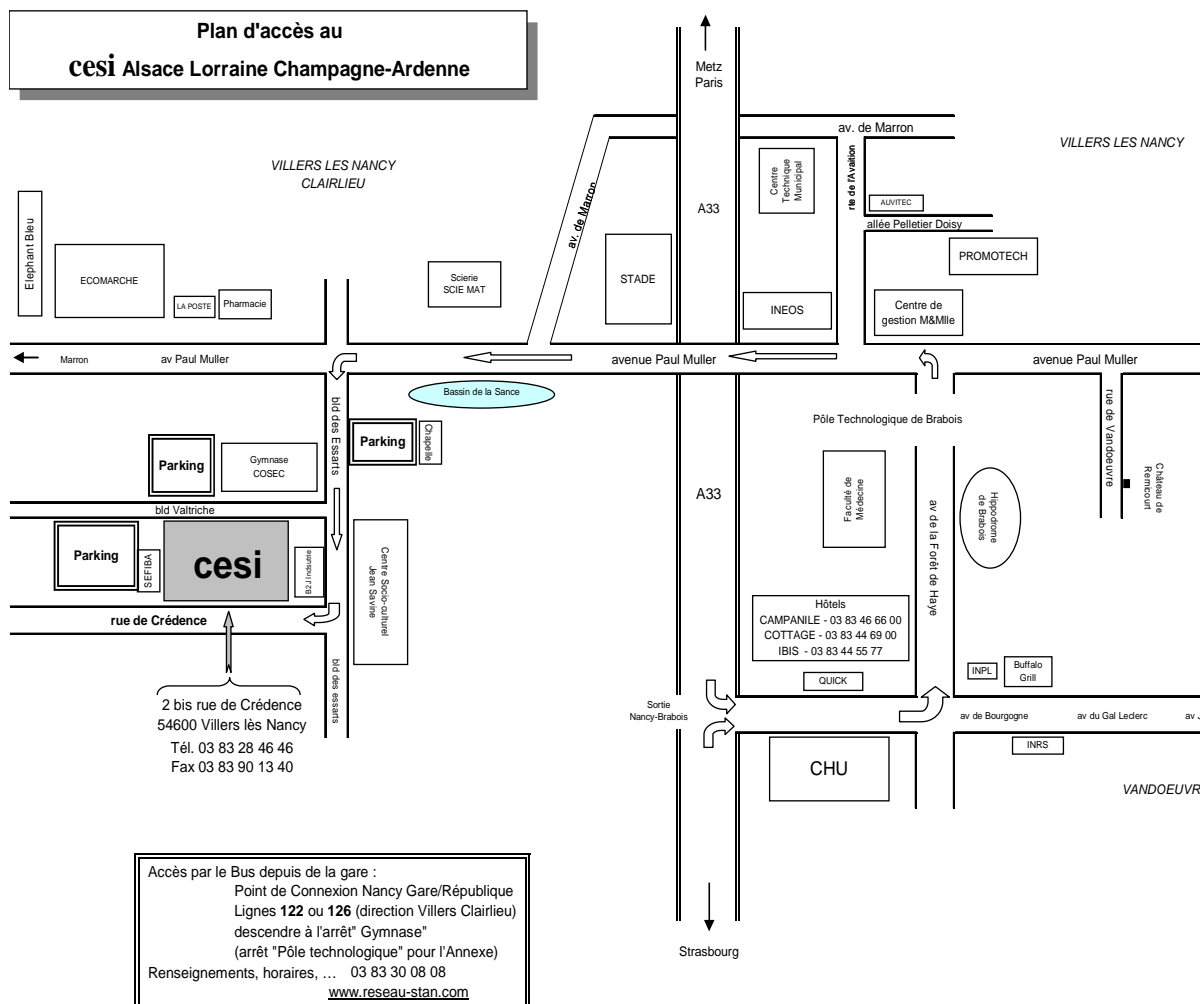 Plan d'accès au
cesi Alsace Lorraine Champagne-Ardenne
Metz
Paris
av. de Marron
VILLERS LES NANCY
CLAIRLIEU
VILLERS LES NANCY
Elephant Bleu
ECOMARCHE
LA POSTE
Pharmacie
Scierie
SCIE MAT
av. de Marron
STADE
A33
Centre
Technique
Municipal
rte de l'Avaition
AUVITEC
allée Pelletier Doisy
PROMOTECH
INEOS
Centre de
gestion M&Mlle
Marron
av Paul Muller
avenue Paul Muller
avenue Paul Muller
Bassin de la Sance
bld des Essarts
Parking
Chapelle
Parking
Gymnase
COSEC
bld Valtriche
Parking
SEFIBA
cesi
B2J Indsutrie
Centre Socio-culturel
Jean Savine
rue de Crédence
bld des essarts
2 bis rue de Crédence
54600 Villers lès Nancy
Tél. 03 83 28 46 46
Fax 03 83 90 13 40
Pôle Technologique de Brabois
A33
Faculté de
Médecine
av de la Forêt de Haye
Hippodrome
de Brabois
rue de Vandoeuvre
Château de
Remicourt
Hôtels
CAMPANILE - 03 83 46 66 00
COTTAGE - 03 83 44 69 00
IBIS - 03 83 44 55 77
QUICK
INPL
Buffalo
Grill
Sortie
Nancy-Brabois
av de Bourgogne
av du Gal Leclerc
av J
CHU
INRS
VANDOEUVR
Strasbourg
Accès par le Bus depuis de la gare :
Point de Connexion Nancy Gare/République
Lignes 122 ou 126 (direction Villers Clairlieu)
descendre à l'arrêt" Gymnase"
(arrêt "Pôle technologique" pour l'Annexe)
Renseignements, horaires, … 03 83 30 08 08
www.reseau-stan.com